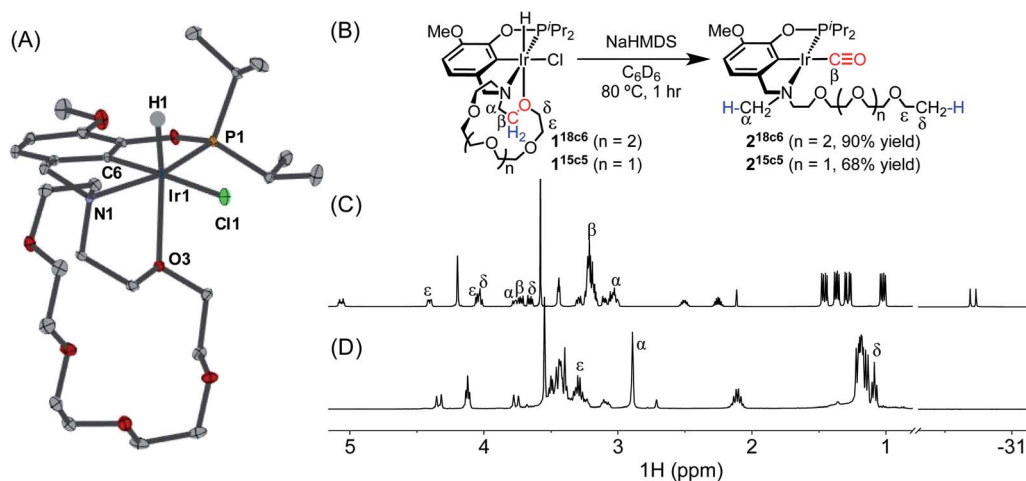 (A)
H1
P1
C6
Ir1
N1
Cl1
O3
(B)
MeO
O
PⁱPr₂
H
Ir
Cl
N
O
α
β
CH₂
δ
ε
O
O
O
( )n
1¹⁸ᶜ⁶ (n = 2)
1¹⁵ᶜ⁵ (n = 1)
NaHMDS
C₆D₆
80 ºC, 1 hr
MeO
O
PⁱPr₂
Ir
C≡O
β
N
H-CH₂
α
O
(O)n
O
ε
CH₂-H
δ
2¹⁸ᶜ⁶ (n = 2, 90% yield)
2¹⁵ᶜ⁵ (n = 1, 68% yield)
(C)
ε
ε δ
α β δ
β
α
(D)
ε
α
δ
5 4 3 2 1 -31
1H (ppm)